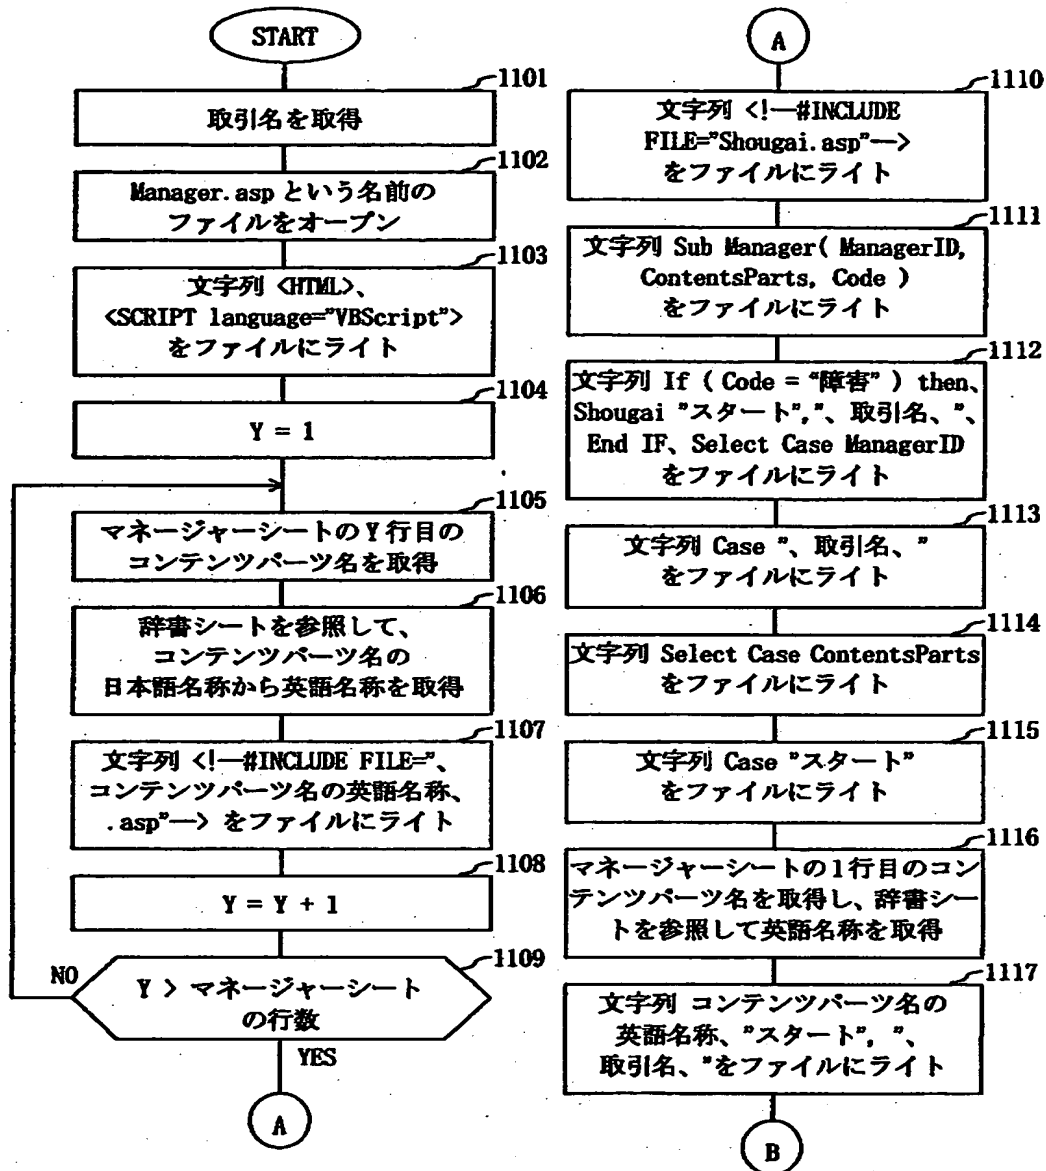 START
1101
取引名を取得
1102
Manager.asp という名前の
ファイルをオープン
1103
文字列 <HTML>、
<SCRIPT language="VBScript">
をファイルにライト
1104
Y = 1
1105
マネージャーシートのY行目の
コンテンツパーツ名を取得
1106
辞書シートを参照して、
コンテンツパーツ名の
日本語名称から英語名称を取得
1107
文字列 <!—#INCLUDE FILE="、
コンテンツパーツ名の英語名称、
.asp"—> をファイルにライト
1108
Y = Y + 1
1109
NO
Y > マネージャーシート
の行数
YES
A
A
1110
文字列 <!—#INCLUDE
FILE="Shougai.asp"—>
をファイルにライト
1111
文字列 Sub Manager( ManagerID,
ContentsParts, Code )
をファイルにライト
1112
文字列 If ( Code = "障害" ) then、
Shougai "スタート","、取引名、"、
End IF、Select Case ManagerID
をファイルにライト
1113
文字列 Case "、取引名、"
をファイルにライト
1114
文字列 Select Case ContentsParts
をファイルにライト
1115
文字列 Case "スタート"
をファイルにライト
1116
マネージャーシートの1行目のコン
テンツパーツ名を取得し、辞書シー
トを参照して英語名称を取得
1117
文字列 コンテンツパーツ名の
英語名称、"スタート", "、
取引名、"をファイルにライト
B